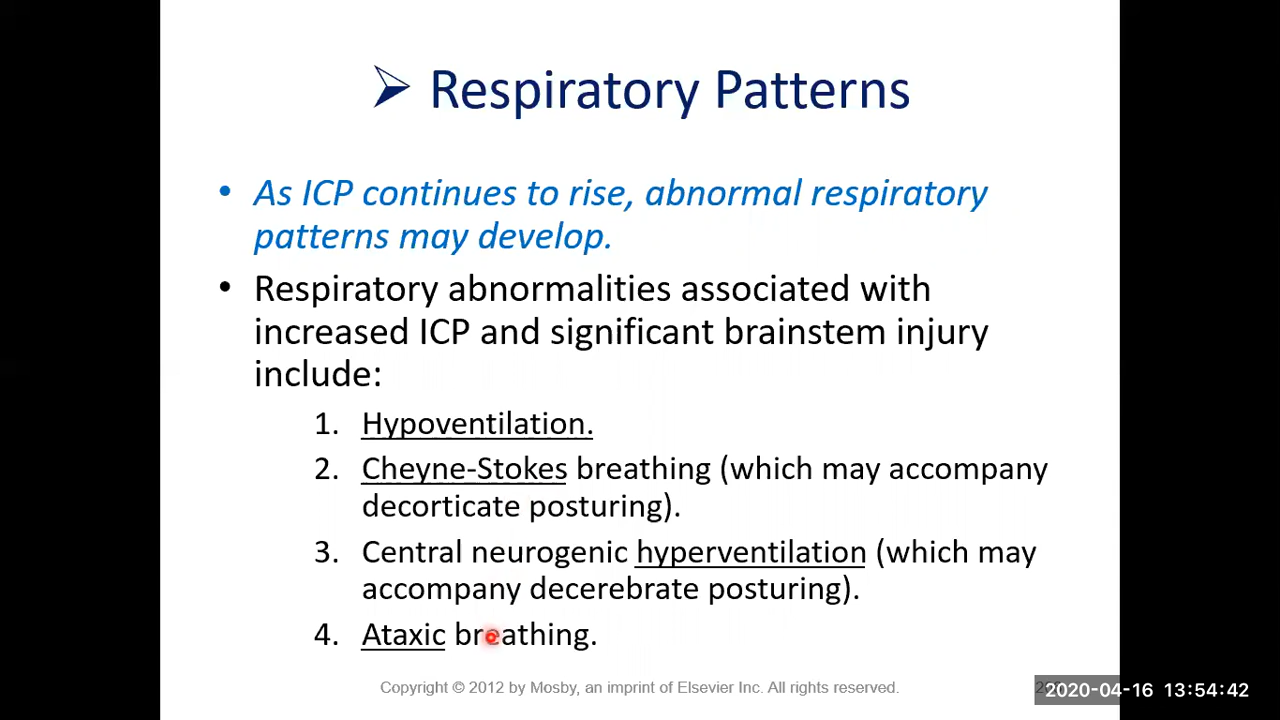 ➢ Respiratory Patterns
• As ICP continues to rise, abnormal respiratory
patterns may develop.
• Respiratory abnormalities associated with
increased ICP and significant brainstem injury
include:
1. Hypoventilation.
2. Cheyne-Stokes breathing (which may accompany
decorticate posturing).
3. Central neurogenic hyperventilation (which may
accompany decerebrate posturing).
4. Ataxic breathing.
Copyright © 2012 by Mosby, an imprint of Elsevier Inc. All rights reserved.
2020-04-16 13:54:42